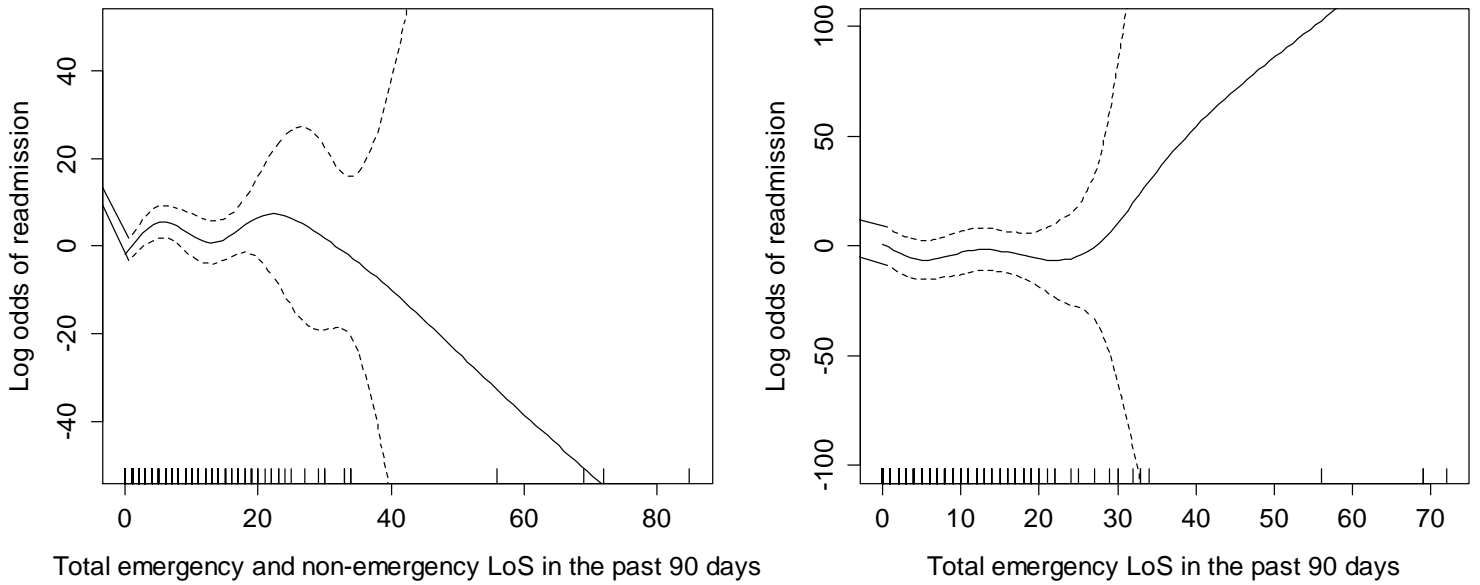 Log odds of readmission
40
20
0
-20
-40
0 20 40 60 80
Total emergency and non-emergency LoS in the past 90 days
Log odds of readmission
100
50
0
-50
-100
0 10 20 30 40 50 60 70
Total emergency LoS in the past 90 days